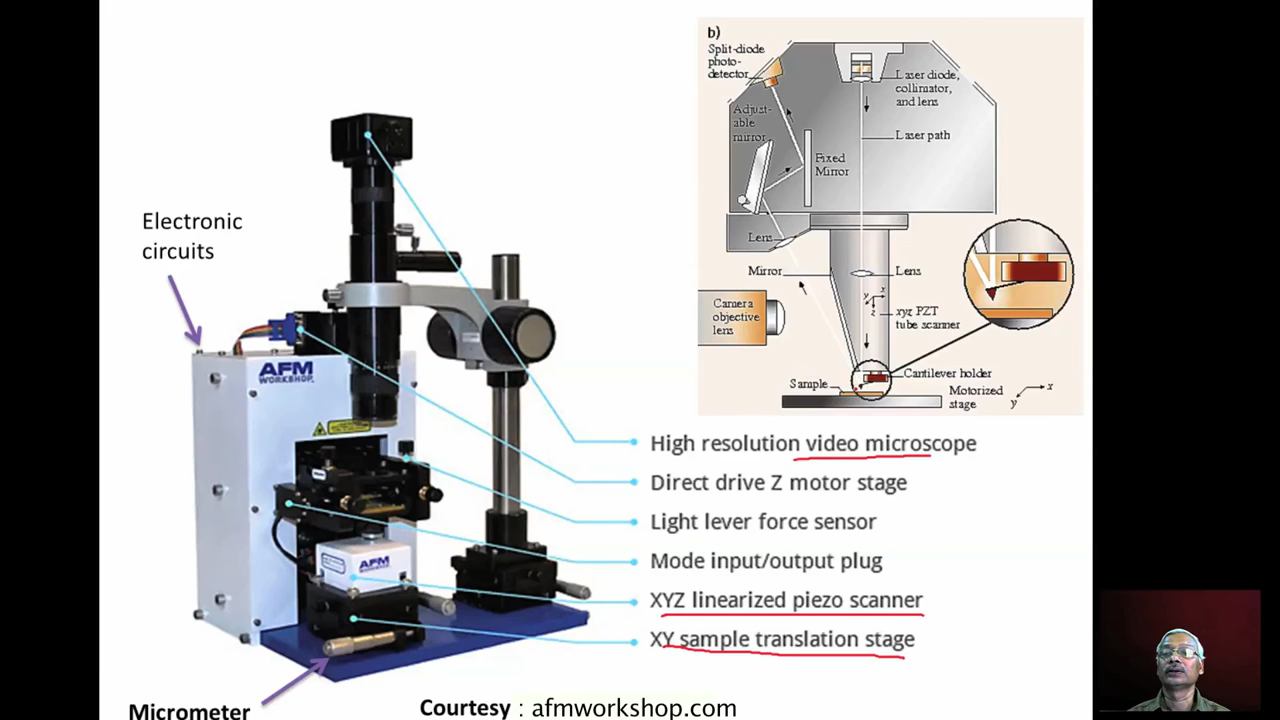 b)
Split-diode
photo-
detector
Laser diode,
collimator,
and lens
Adjust-
able
mirror
Laser path
Fixed
Mirror
Lens
Mirror
Lens
y x
z
xyz PZT
tube scanner
Camera
objective
lens
Cantilever holder
Sample
Motorized
stage
x
y
Electronic
circuits
AFM
WORKSHOP
High resolution video microscope
Direct drive Z motor stage
Light lever force sensor
Mode input/output plug
AFM
WORKSHOP
XYZ linearized piezo scanner
XY sample translation stage
Micrometer
Courtesy : afmworkshop.com